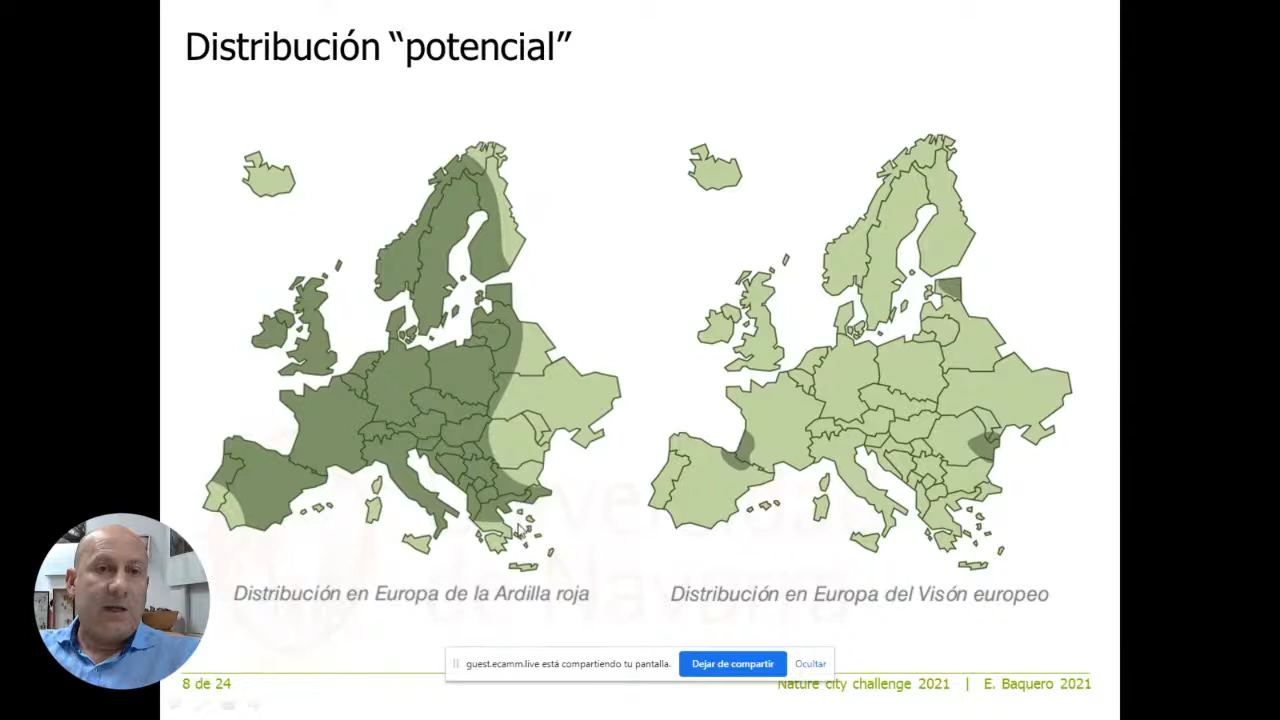 Distribución “potencial”
Distribución en Europa de la Ardilla roja
Distribución en Europa del Visón europeo
guest.ecamm.live está compartiendo tu pantalla.
Dejar de compartir
Ocultar
8 de 24
Nature city challenge 2021 | E. Baquero 2021